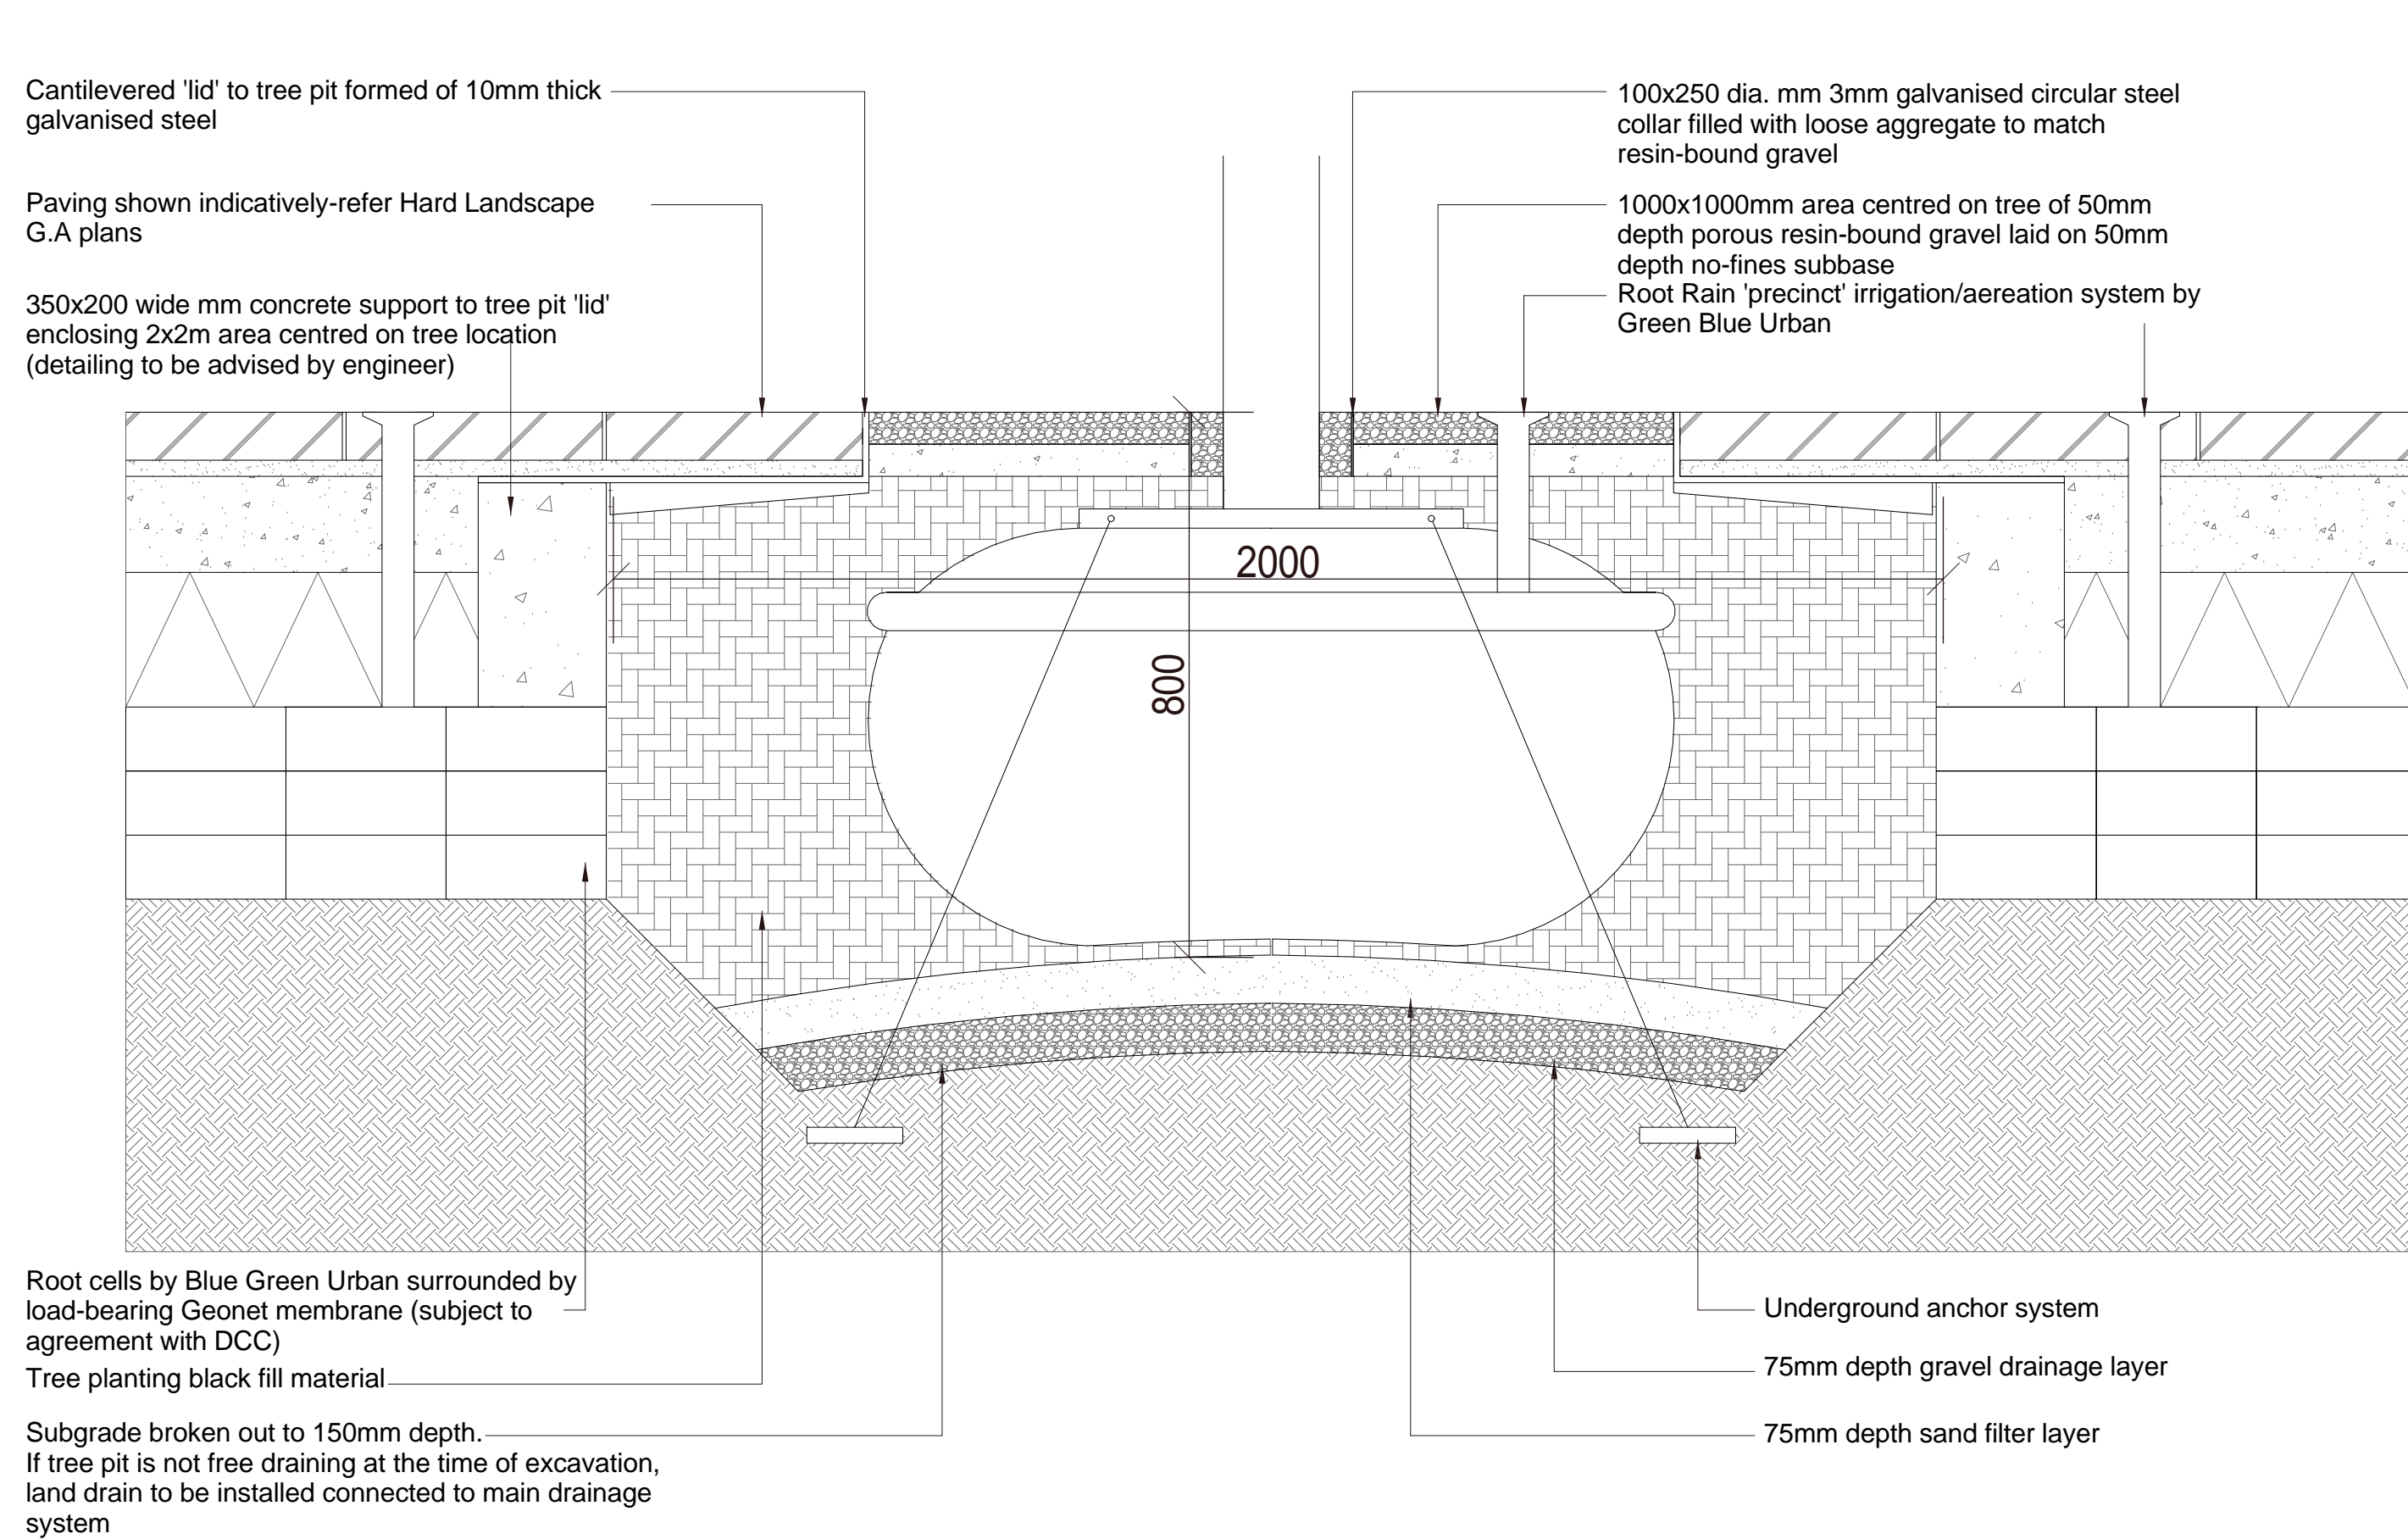 Cantilevered 'lid' to tree pit formed of 10mm thick
galvanised steel
Paving shown indicatively-refer Hard Landscape
G.A plans
350x200 wide mm concrete support to tree pit 'lid'
enclosing 2x2m area centred on tree location
(detailing to be advised by engineer)
100x250 dia. mm 3mm galvanised circular steel
collar filled with loose aggregate to match
resin-bound gravel
1000x1000mm area centred on tree of 50mm
depth porous resin-bound gravel laid on 50mm
depth no-fines subbase
Root Rain 'precinct' irrigation/aereation system by
Green Blue Urban
2000
800
Root cells by Blue Green Urban surrounded by
load-bearing Geonet membrane (subject to
agreement with DCC)
Tree planting black fill material
Subgrade broken out to 150mm depth.
If tree pit is not free draining at the time of excavation,
land drain to be installed connected to main drainage
system
Underground anchor system
75mm depth gravel drainage layer
75mm depth sand filter layer